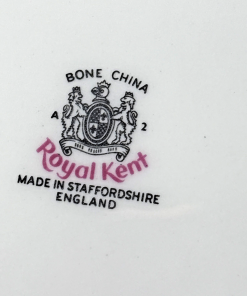 BONE CHINA
A 2
Royal Kent
MADE IN STAFFORDSHIRE
ENGLAND